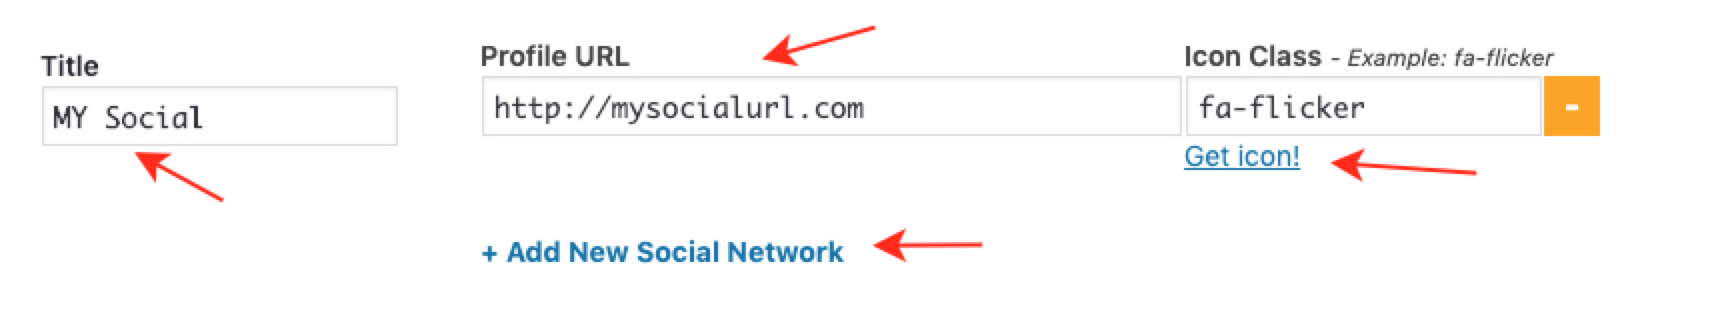 Title
MY Social
Profile URL
http://mysocialurl.com
Icon Class - Example: fa-flicker
fa-flicker
-
Get icon!
+ Add New Social Network